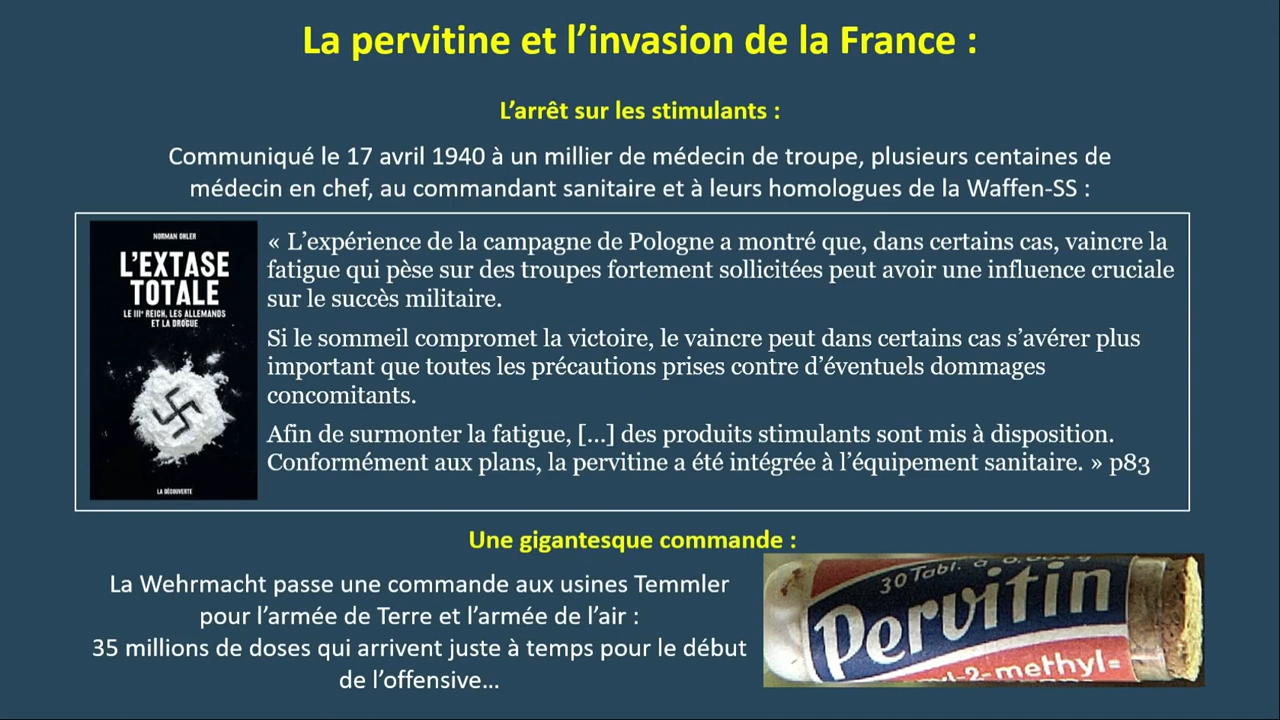 La pervitine et l’invasion de la France :
L’arrêt sur les stimulants :
Communiqué le 17 avril 1940 à un millier de médecin de troupe, plusieurs centaines de
médecin en chef, au commandant sanitaire et à leurs homologues de la Waffen-SS :
NORMAN OHLER
L’EXTASE
TOTALE
LE IIIe REICH, LES ALLEMANDS
ET LA DROGUE
LA DÉCOUVERTE
« L’expérience de la campagne de Pologne a montré que, dans certains cas, vaincre la
fatigue qui pèse sur des troupes fortement sollicitées peut avoir une influence cruciale
sur le succès militaire.
Si le sommeil compromet la victoire, le vaincre peut dans certains cas s’avérer plus
important que toutes les précautions prises contre d’éventuels dommages
concomitants.
Afin de surmonter la fatigue, [...] des produits stimulants sont mis à disposition.
Conformément aux plans, la pervitine a été intégrée à l’équipement sanitaire. » p83
Une gigantesque commande :
La Wehrmacht passe une commande aux usines Temmler
pour l’armée de Terre et l’armée de l’air :
35 millions de doses qui arrivent juste à temps pour le début
de l’offensive…
30 Tabl. à
Pervitin
-2-methyl=